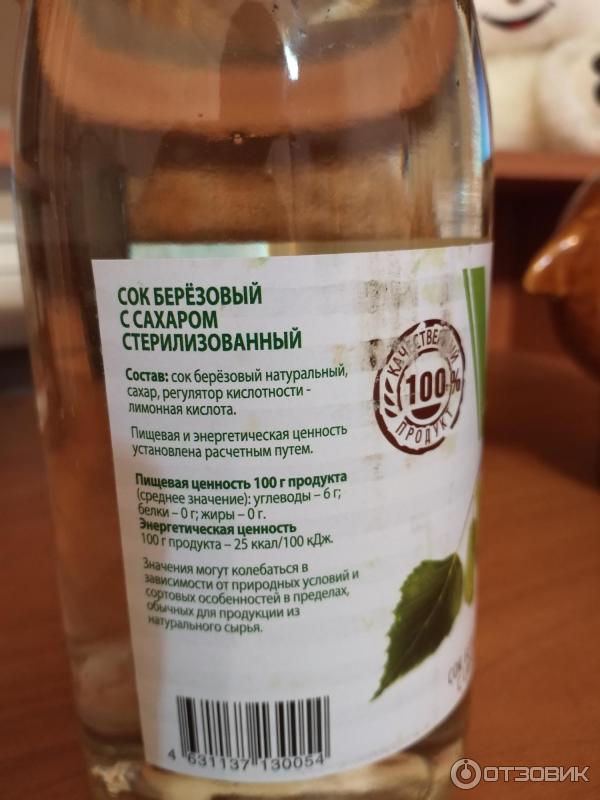 СОК БЕРЁЗОВЫЙ
С САХАРОМ
СТЕРИЛИЗОВАННЫЙ
Состав: сок берёзовый натуральный,
сахар, регулятор кислотности -
лимонная кислота.
Пищевая и энергетическая ценность
установлена расчетным путем.
Пищевая ценность 100 г продукта
(среднее значение): углеводы – 6 г;
белки – 0 г; жиры – 0 г.
Энергетическая ценность
100 г продукта – 25 ккал/100 кДж.
Значения могут колебаться в
зависимости от природных условий и
сортовых особенностей в пределах,
обычных для продукции из
натурального сырья.
4 631137 130054
КАЧЕСТВЕННЫЙ
100%
ПРОДУКТ
СОК
ОТЗОВИК